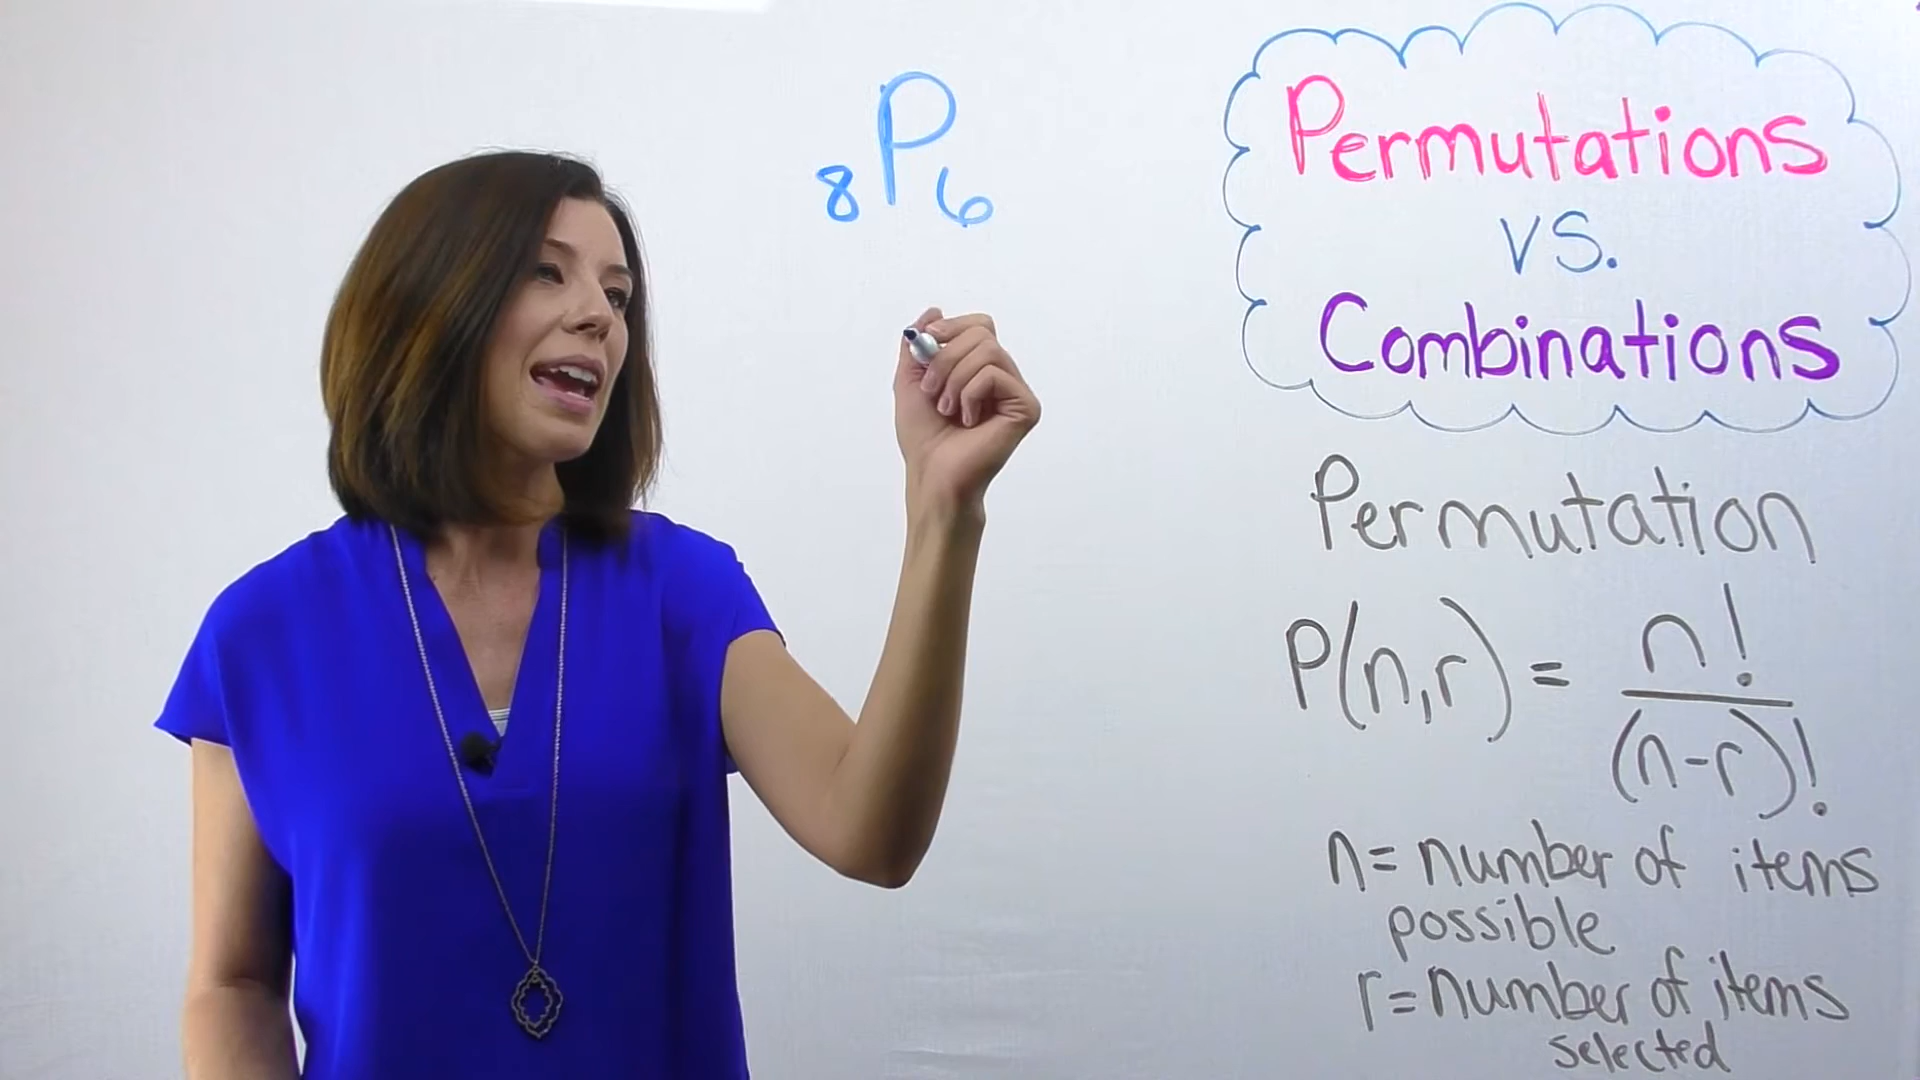 ₈P₆
Permutations
vs.
Combinations
Permutation
P(n,r) = n!
(n-r)!
n = number of items
possible
r = number of items
selected